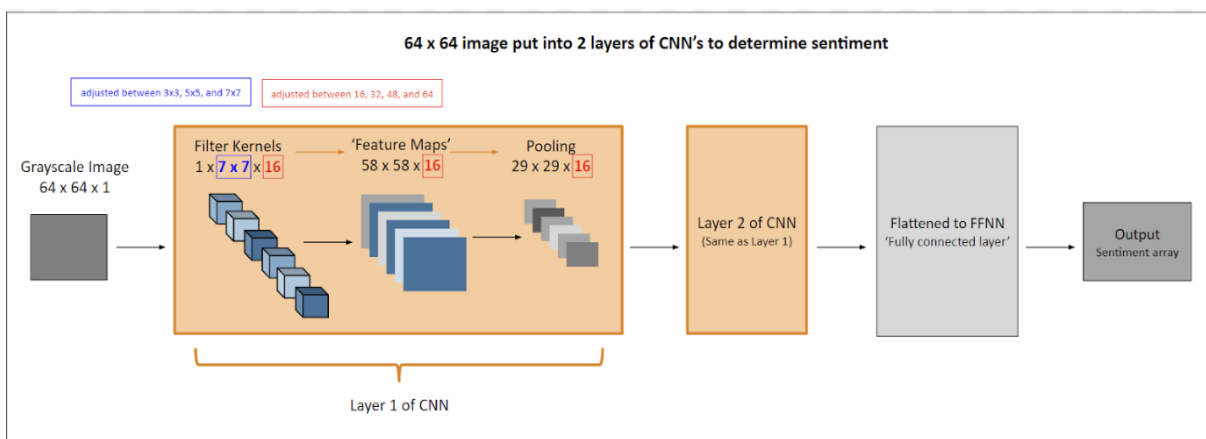 64 x 64 image put into 2 layers of CNN's to determine sentiment
adjusted between 3x3, 5x5, and 7x7
adjusted between 16, 32, 48, and 64
Grayscale Image
64 x 64 x 1
Filter Kernels
1 x 7 x 7 x 16
'Feature Maps'
58 x 58 x 16
Pooling
29 x 29 x 16
Layer 2 of CNN
(Same as Layer 1)
Flattened to FFNN
'Fully connected layer'
Output
Sentiment array
Layer 1 of CNN